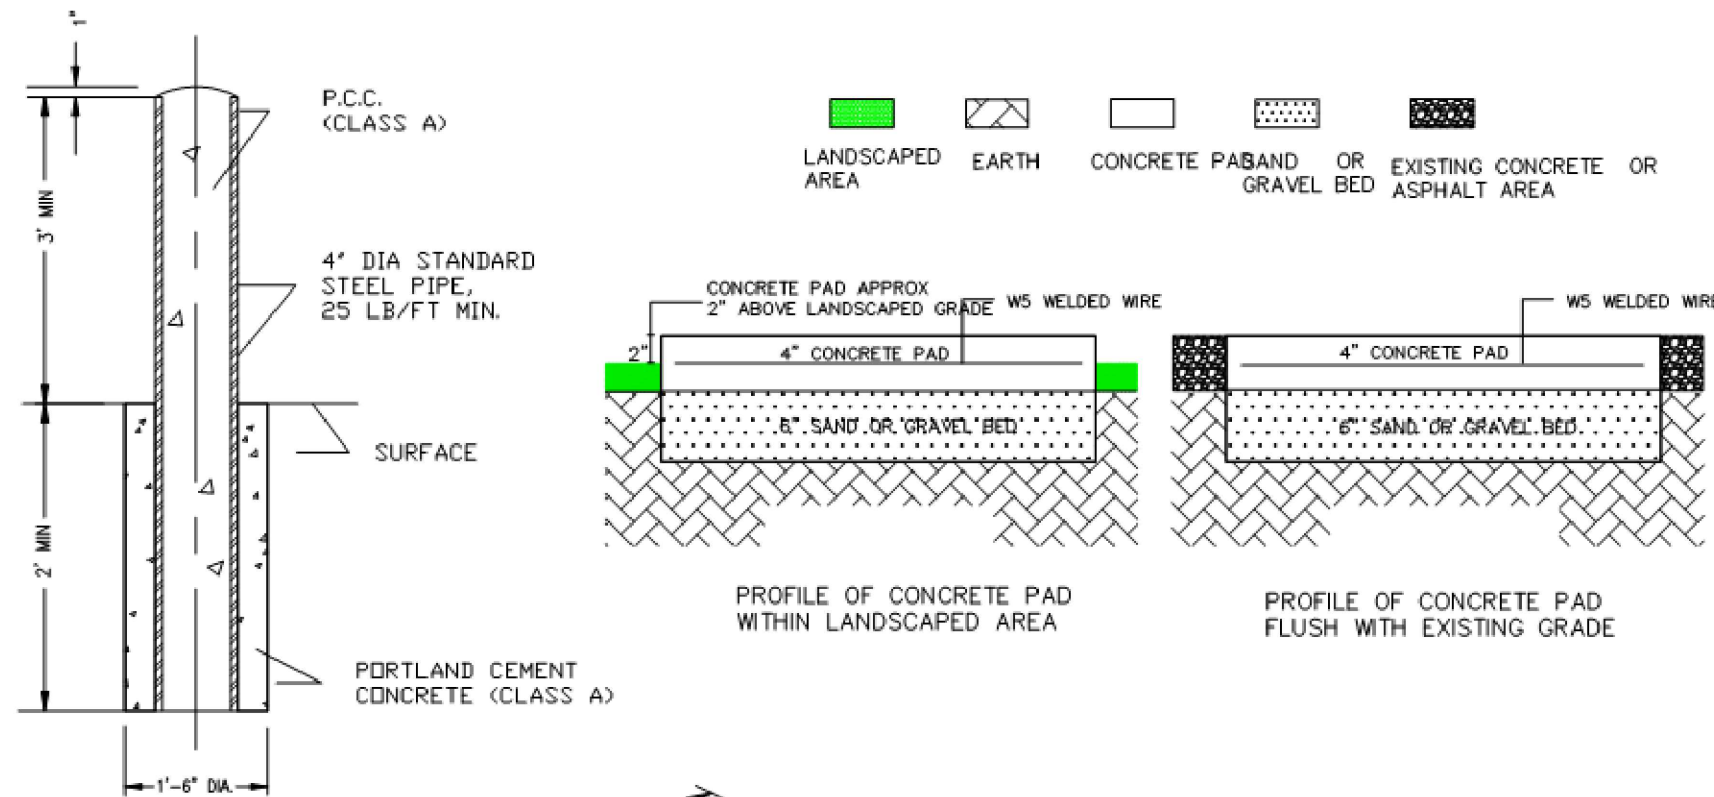 1"
P.C.C.
(CLASS A)
3' MIN
4" DIA STANDARD
STEEL PIPE,
25 LB/FT MIN.
SURFACE
2' MIN
PORTLAND CEMENT
CONCRETE (CLASS A)
1'-6" DIA.
LANDSCAPED
AREA
EARTH
CONCRETE PAD
SAND OR
GRAVEL BED
EXISTING CONCRETE OR
ASPHALT AREA
CONCRETE PAD APPROX
2" ABOVE LANDSCAPED GRADE
W5 WELDED WIRE
2"
4" CONCRETE PAD
6" SAND OR GRAVEL BED
PROFILE OF CONCRETE PAD
WITHIN LANDSCAPED AREA
W5 WELDED WIRE
4" CONCRETE PAD
6" SAND OR GRAVEL BED
PROFILE OF CONCRETE PAD
FLUSH WITH EXISTING GRADE